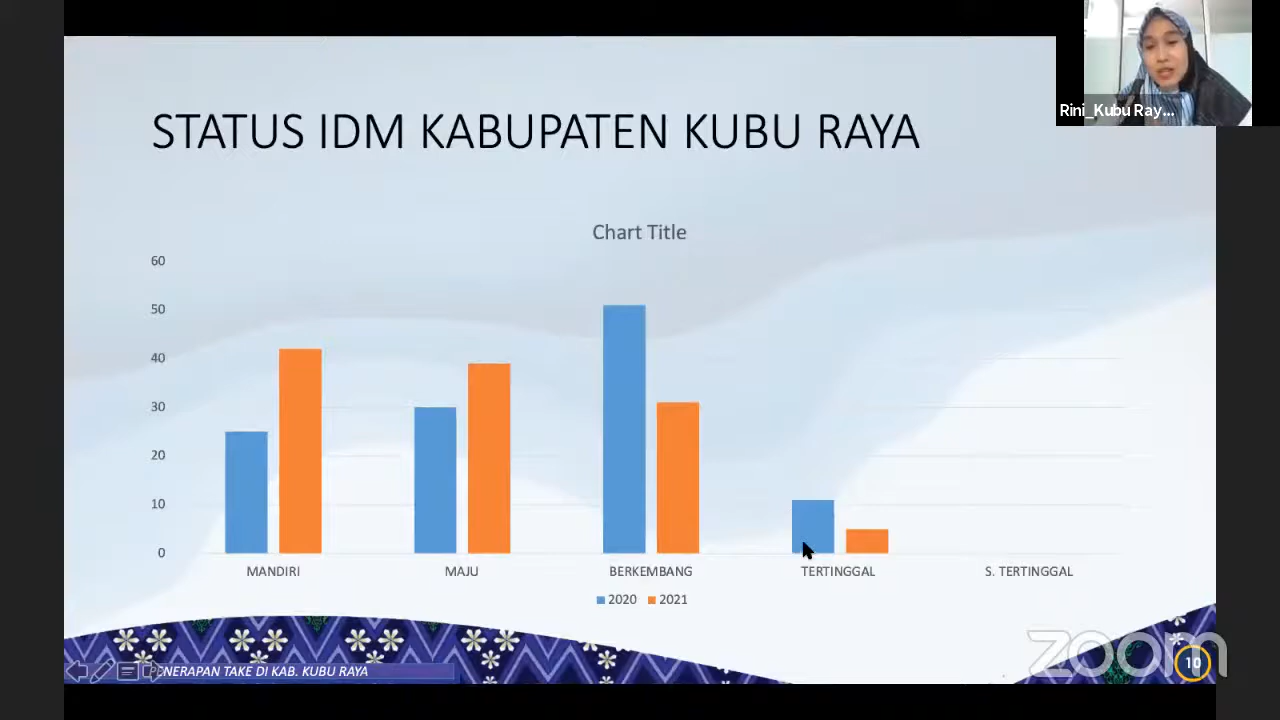 Rini_Kubu Ray...
STATUS IDM KABUPATEN KUBU RAYA
Chart Title
60
50
40
30
20
10
0
MANDIRI
MAJU
BERKEMBANG
TERTINGGAL
S. TERTINGGAL
2020
2021
PENERAPAN TAKE DI KAB. KUBU RAYA
zoom
10